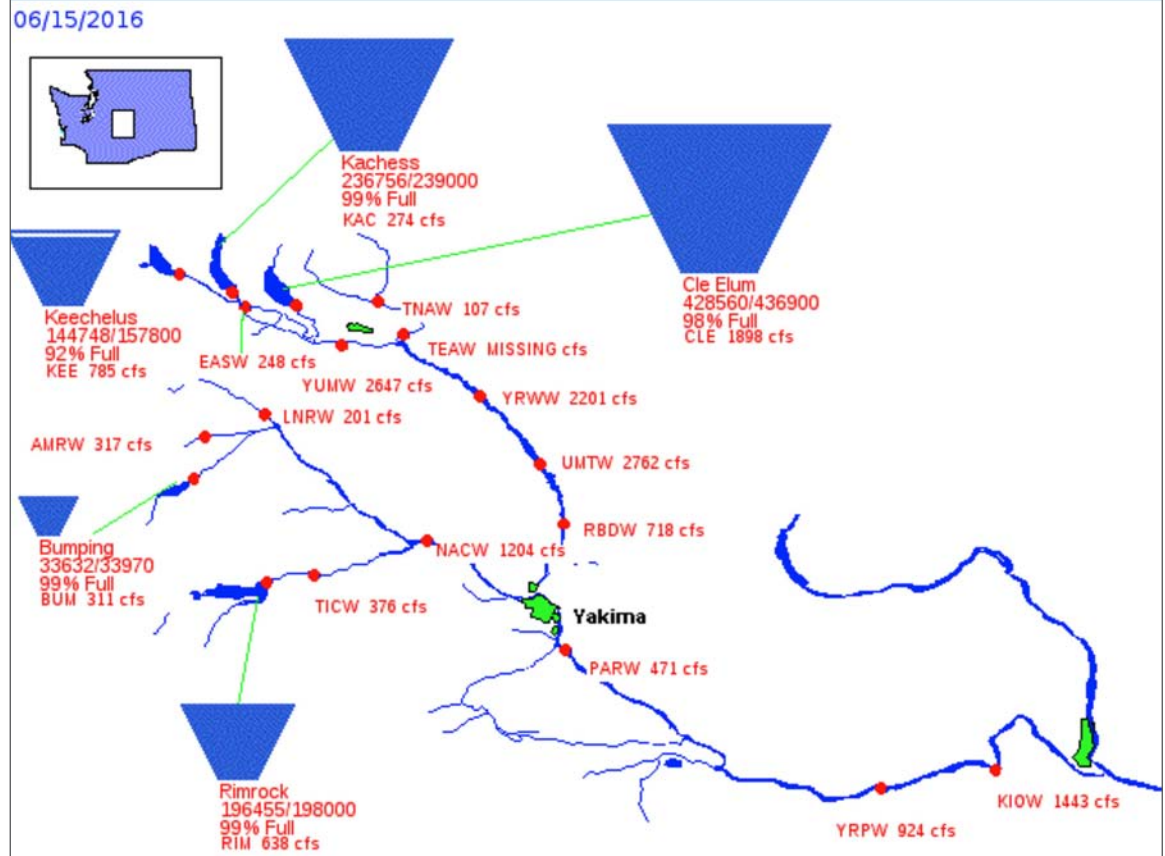 06/15/2016
Kachess
236756/239000
99% Full
KAC 274 cfs
Cle Elum
428560/436900
98% Full
CLE 1898 cfs
Keechelus
144748/157800
92% Full
KEE 785 cfs
TNAW 107 cfs
TEAW MISSING cfs
EASW 248 cfs
YUMW 2647 cfs
YRWW 2201 cfs
LNRW 201 cfs
AMRW 317 cfs
UMTW 2762 cfs
RBDW 718 cfs
Bumping
33632/33970
99% Full
BUM 311 cfs
NACW 1204 cfs
TICW 376 cfs
Yakima
PARW 471 cfs
Rimrock
196455/198000
99% Full
RIM 638 cfs
KIOW 1443 cfs
YRPW 924 cfs